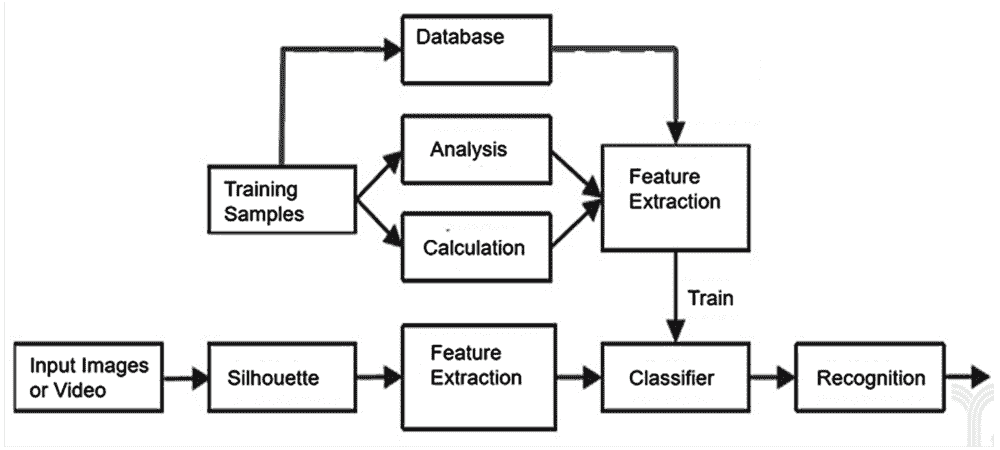 Database
Analysis
Training
Samples
Calculation
Feature
Extraction
Train
Input Images
or Video
Silhouette
Feature
Extraction
Classifier
Recognition